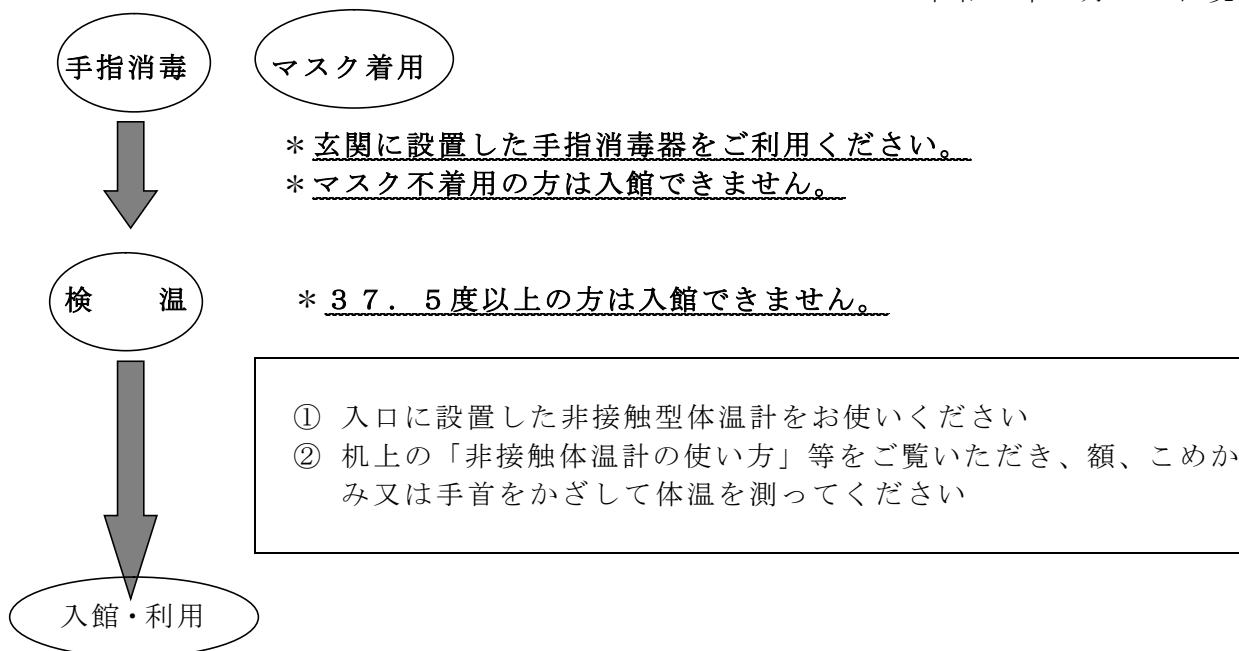 手指消毒
マスク着用
＊玄関に設置した手指消毒器をご利用ください。
＊マスク不着用の方は入館できません。
検　　温
＊３７．５度以上の方は入館できません。
① 入口に設置した非接触型体温計をお使いください
② 机上の「非接触体温計の使い方」等をご覧いただき、額、こめか
み又は手首をかざして体温を測ってください
入館・利用